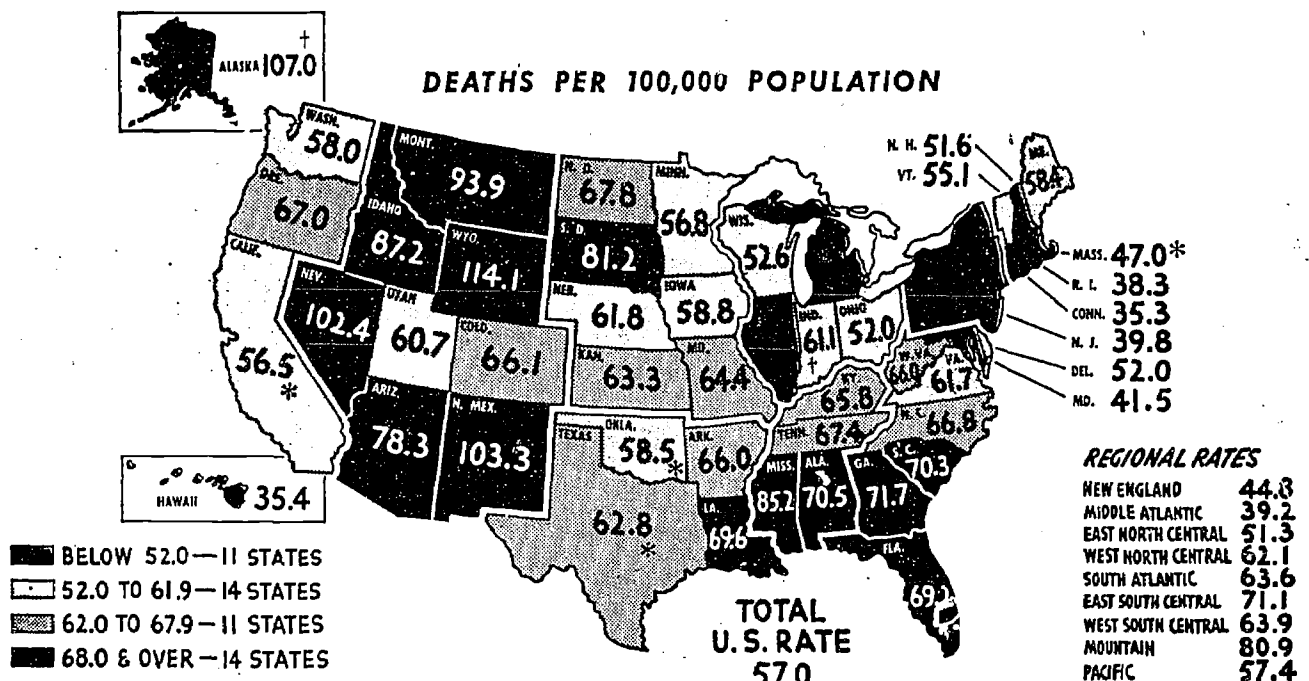 †
ALASKA 107.0
DEATHS PER 100,000 POPULATION
WASH.
58.0
MONT.
93.9
N. D.
67.8
MINN.
56.8
N. H. 51.6
VT. 55.1
ME.
58.4
ORE.
67.0
IDAHO
87.2
WYO.
114.1
S. D.
81.2
WIS.
52.6
MASS. 47.0*
R. I. 38.3
CONN. 35.3
N. J. 39.8
DEL. 52.0
MD. 41.5
CALIF.
56.5
*
NEV.
102.4
UTAH
60.7
COLO.
66.1
NEB.
61.8
IOWA
58.8
IND.
61.1
†
OHIO
52.0
W. VA.
66.0
VA.
61.7
KAN.
63.3
MO.
64.4
KY.
65.8
N. C. 66.8
TENN. 67.4
ARIZ.
78.3
N. MEX.
103.3
TEXAS
62.8
*
OKLA.
58.5
*
ARK.
66.0
MISS.
85.2
ALA.
70.5
GA.
71.7
S. C.
70.3
LA.
69.6
FLA.
HAWAII 35.4
BELOW 52.0—11 STATES
52.0 TO 61.9—14 STATES
62.0 TO 67.9—11 STATES
68.0 & OVER—14 STATES
TOTAL
U.S. RATE
57.0
REGIONAL RATES
NEW ENGLAND 44.8
MIDDLE ATLANTIC 39.2
EAST NORTH CENTRAL 51.3
WEST NORTH CENTRAL 62.1
SOUTH ATLANTIC 63.6
EAST SOUTH CENTRAL 71.1
WEST SOUTH CENTRAL 63.9
MOUNTAIN 80.9
PACIFIC 57.4